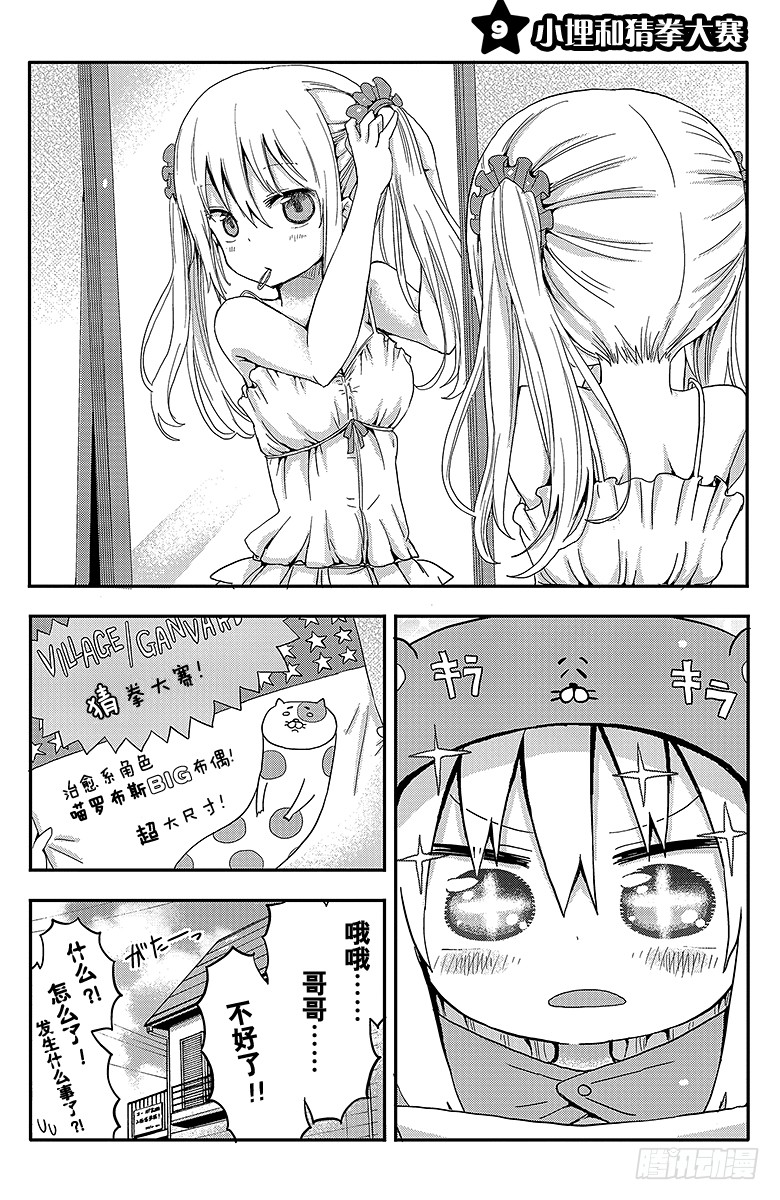 9 小埋和猜拳大赛
キラ
キラ
VILLAGE/GANVARD
猜拳大赛!
治愈系角色
喵罗布斯BIG布偶!
超大尺寸!
哦哦……
哥哥……
不好了!!
がたーっ
什么?!
怎么了!
发生什么事了?!
腾讯动漫